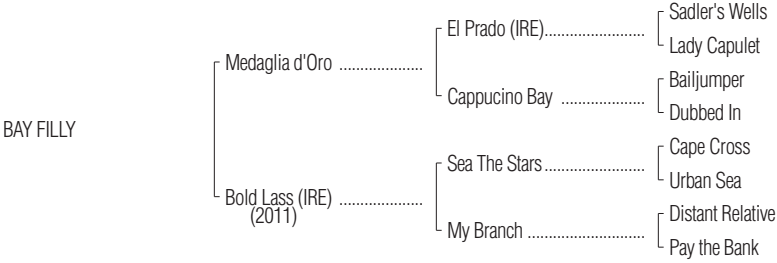 Sadler's Wells
El Prado (IRE)........................
Lady Capulet
Medaglia d'Oro ....................
Bailjumper
Cappucino Bay ....................
Dubbed In
BAY FILLY
Cape Cross
Sea The Stars........................
Urban Sea
Bold Lass (IRE) ....................
(2011)
Distant Relative
My Branch ............................
Pay the Bank